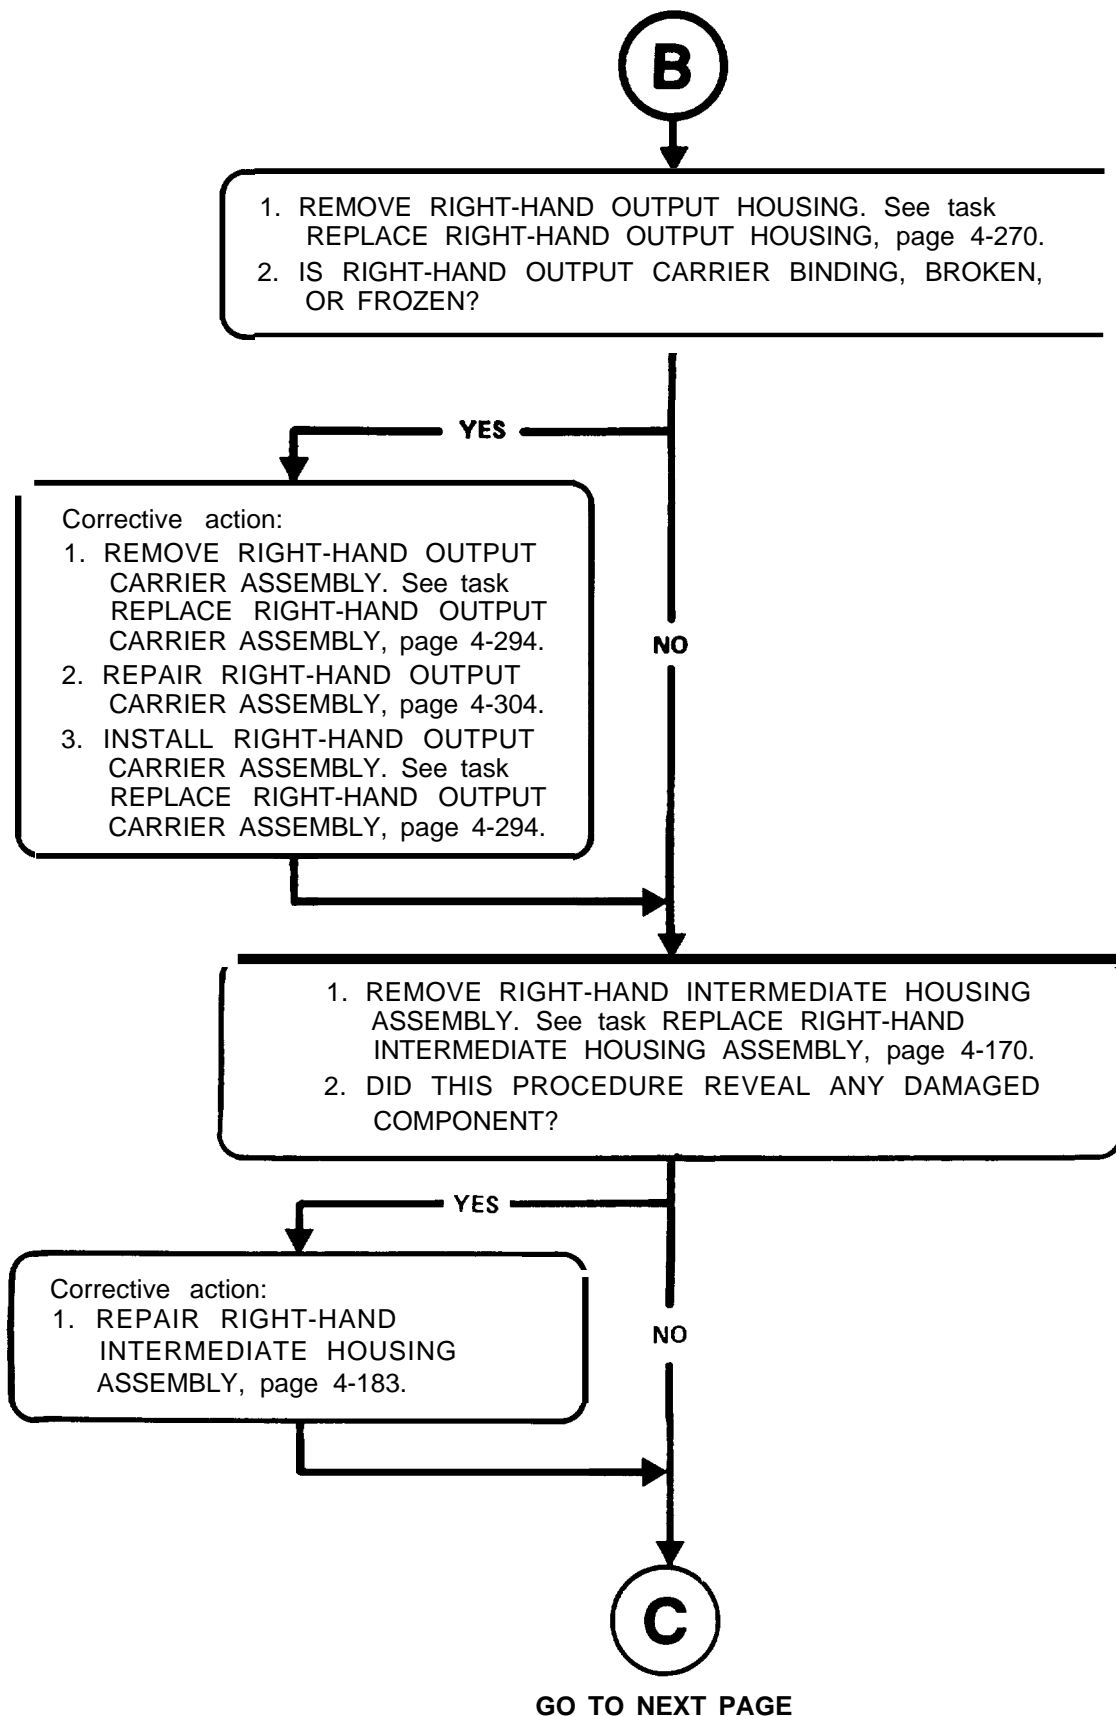 B
1. REMOVE RIGHT-HAND OUTPUT HOUSING. See task
REPLACE RIGHT-HAND OUTPUT HOUSING, page 4-270.
2. IS RIGHT-HAND OUTPUT CARRIER BINDING, BROKEN,
OR FROZEN?
YES
Corrective action:
1. REMOVE RIGHT-HAND OUTPUT
CARRIER ASSEMBLY. See task
REPLACE RIGHT-HAND OUTPUT
CARRIER ASSEMBLY, page 4-294.
2. REPAIR RIGHT-HAND OUTPUT
CARRIER ASSEMBLY, page 4-304.
3. INSTALL RIGHT-HAND OUTPUT
CARRIER ASSEMBLY. See task
REPLACE RIGHT-HAND OUTPUT
CARRIER ASSEMBLY, page 4-294.
NO
1. REMOVE RIGHT-HAND INTERMEDIATE HOUSING
ASSEMBLY. See task REPLACE RIGHT-HAND
INTERMEDIATE HOUSING ASSEMBLY, page 4-170.
2. DID THIS PROCEDURE REVEAL ANY DAMAGED
COMPONENT?
YES
Corrective action:
1. REPAIR RIGHT-HAND
INTERMEDIATE HOUSING
ASSEMBLY, page 4-183.
NO
C
GO TO NEXT PAGE